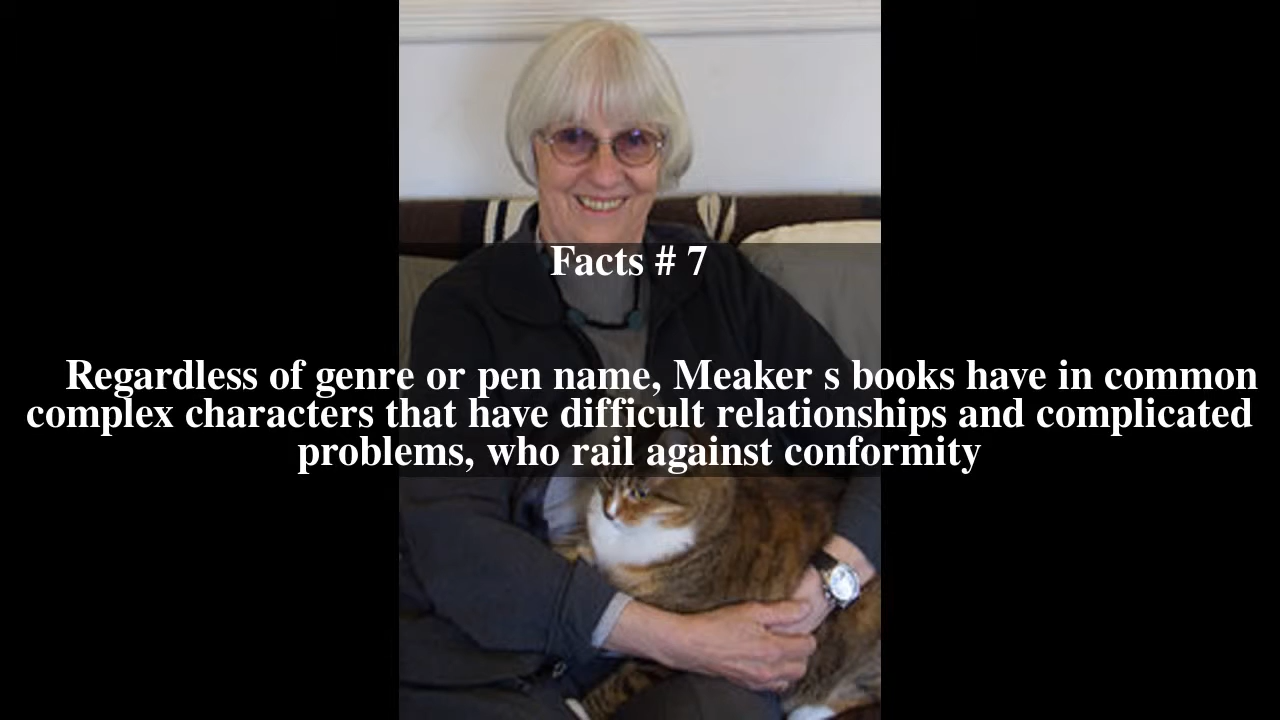 Facts # 7
Regardless of genre or pen name, Meaker s books have in common
complex characters that have difficult relationships and complicated
problems, who rail against conformity